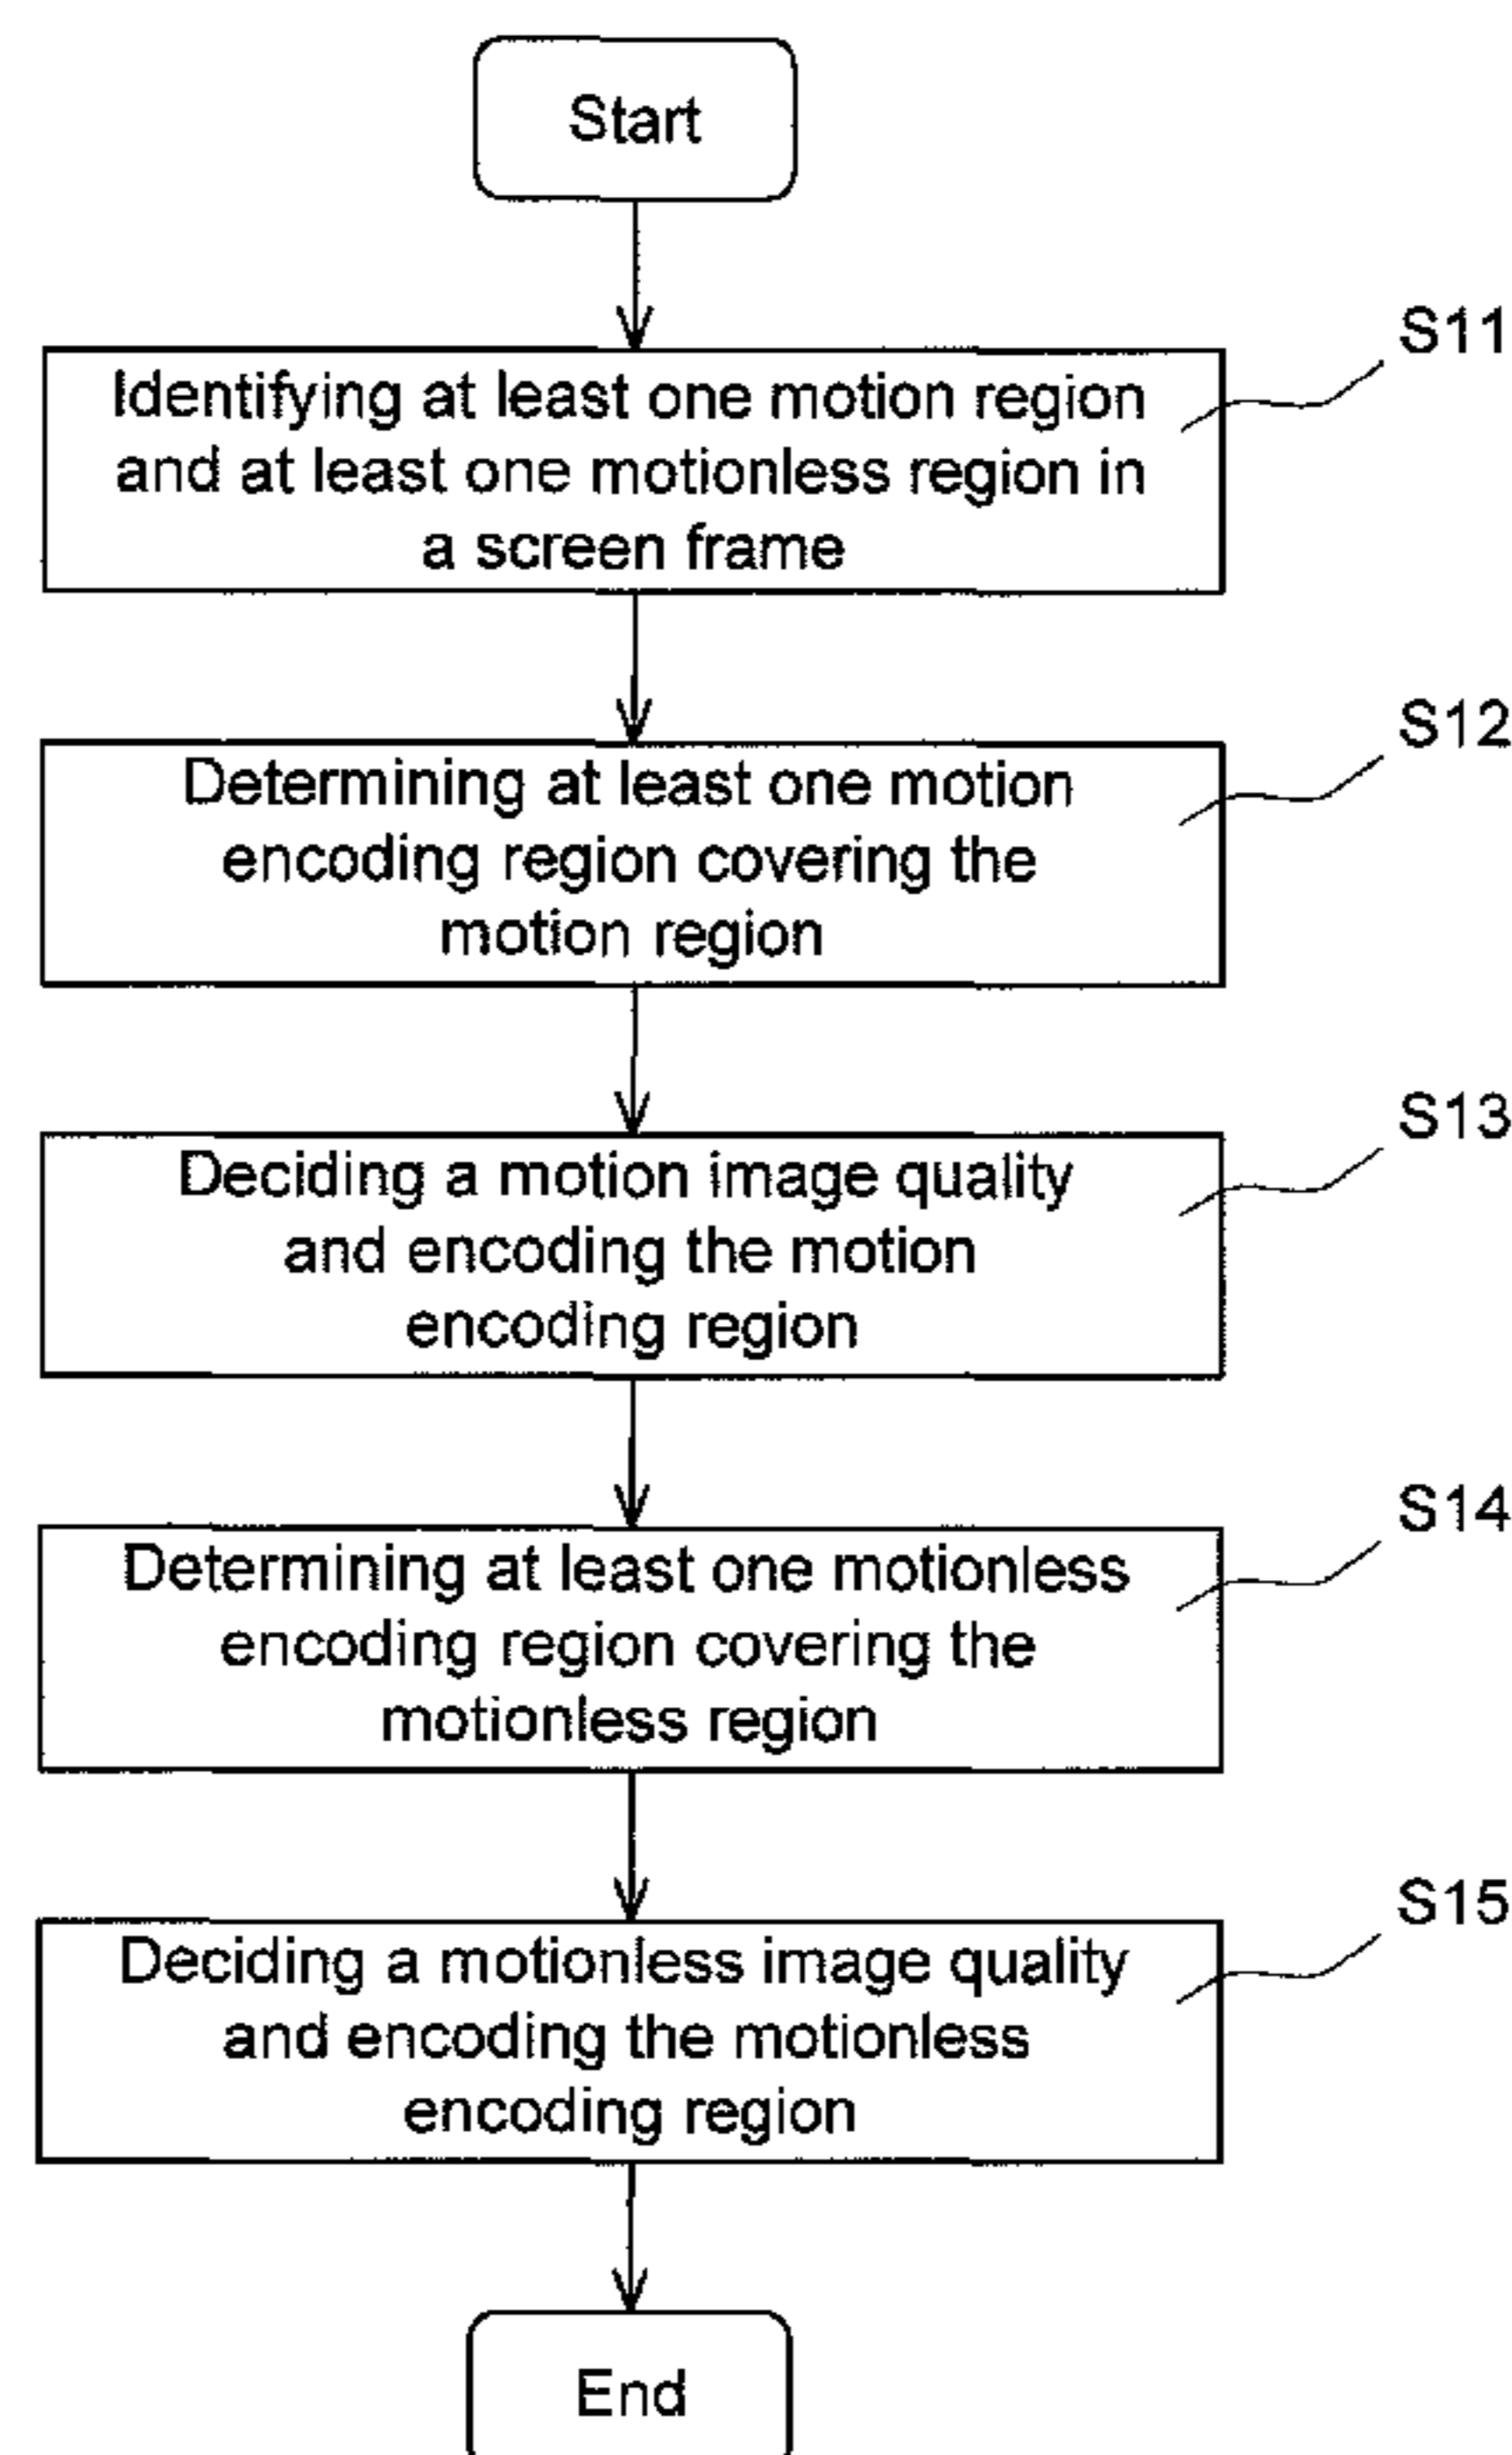 Start
S11
Identifying at least one motion region
and at least one motionless region in
a screen frame
S12
Determining at least one motion
encoding region covering the
motion region
S13
Deciding a motion image quality
and encoding the motion
encoding region
S14
Determining at least one motionless
encoding region covering the
motionless region
S15
Deciding a motionless image quality
and encoding the motionless
encoding region
End